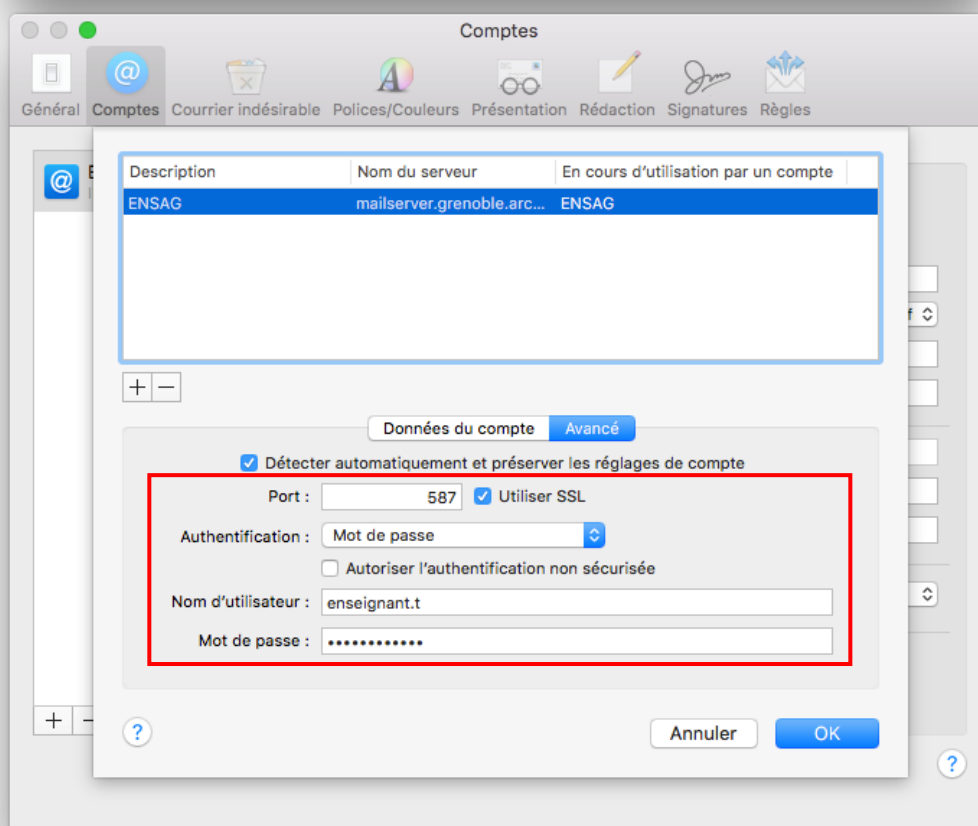 Comptes
Général Comptes Courrier indésirable Polices/Couleurs Présentation Rédaction Signatures Règles
Description Nom du serveur En cours d'utilisation par un compte
ENSAG mailserver.grenoble.arc... ENSAG
Données du compte Avancé
Détecter automatiquement et préserver les réglages de compte
Port : 587 Utiliser SSL
Authentification : Mot de passe
Autoriser l'authentification non sécurisée
Nom d'utilisateur : enseignant.t
Mot de passe : ••••••••••••
? Annuler OK
?